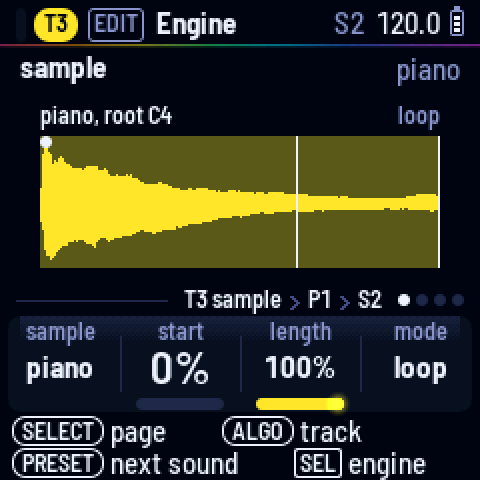 T3 EDIT Engine S2 120.0
sample piano
piano, root C4 loop
T3 sample > P1 > S2
sample start length mode
piano 0% 100% loop
SELECT page ALGO track
PRESET next sound SEL engine